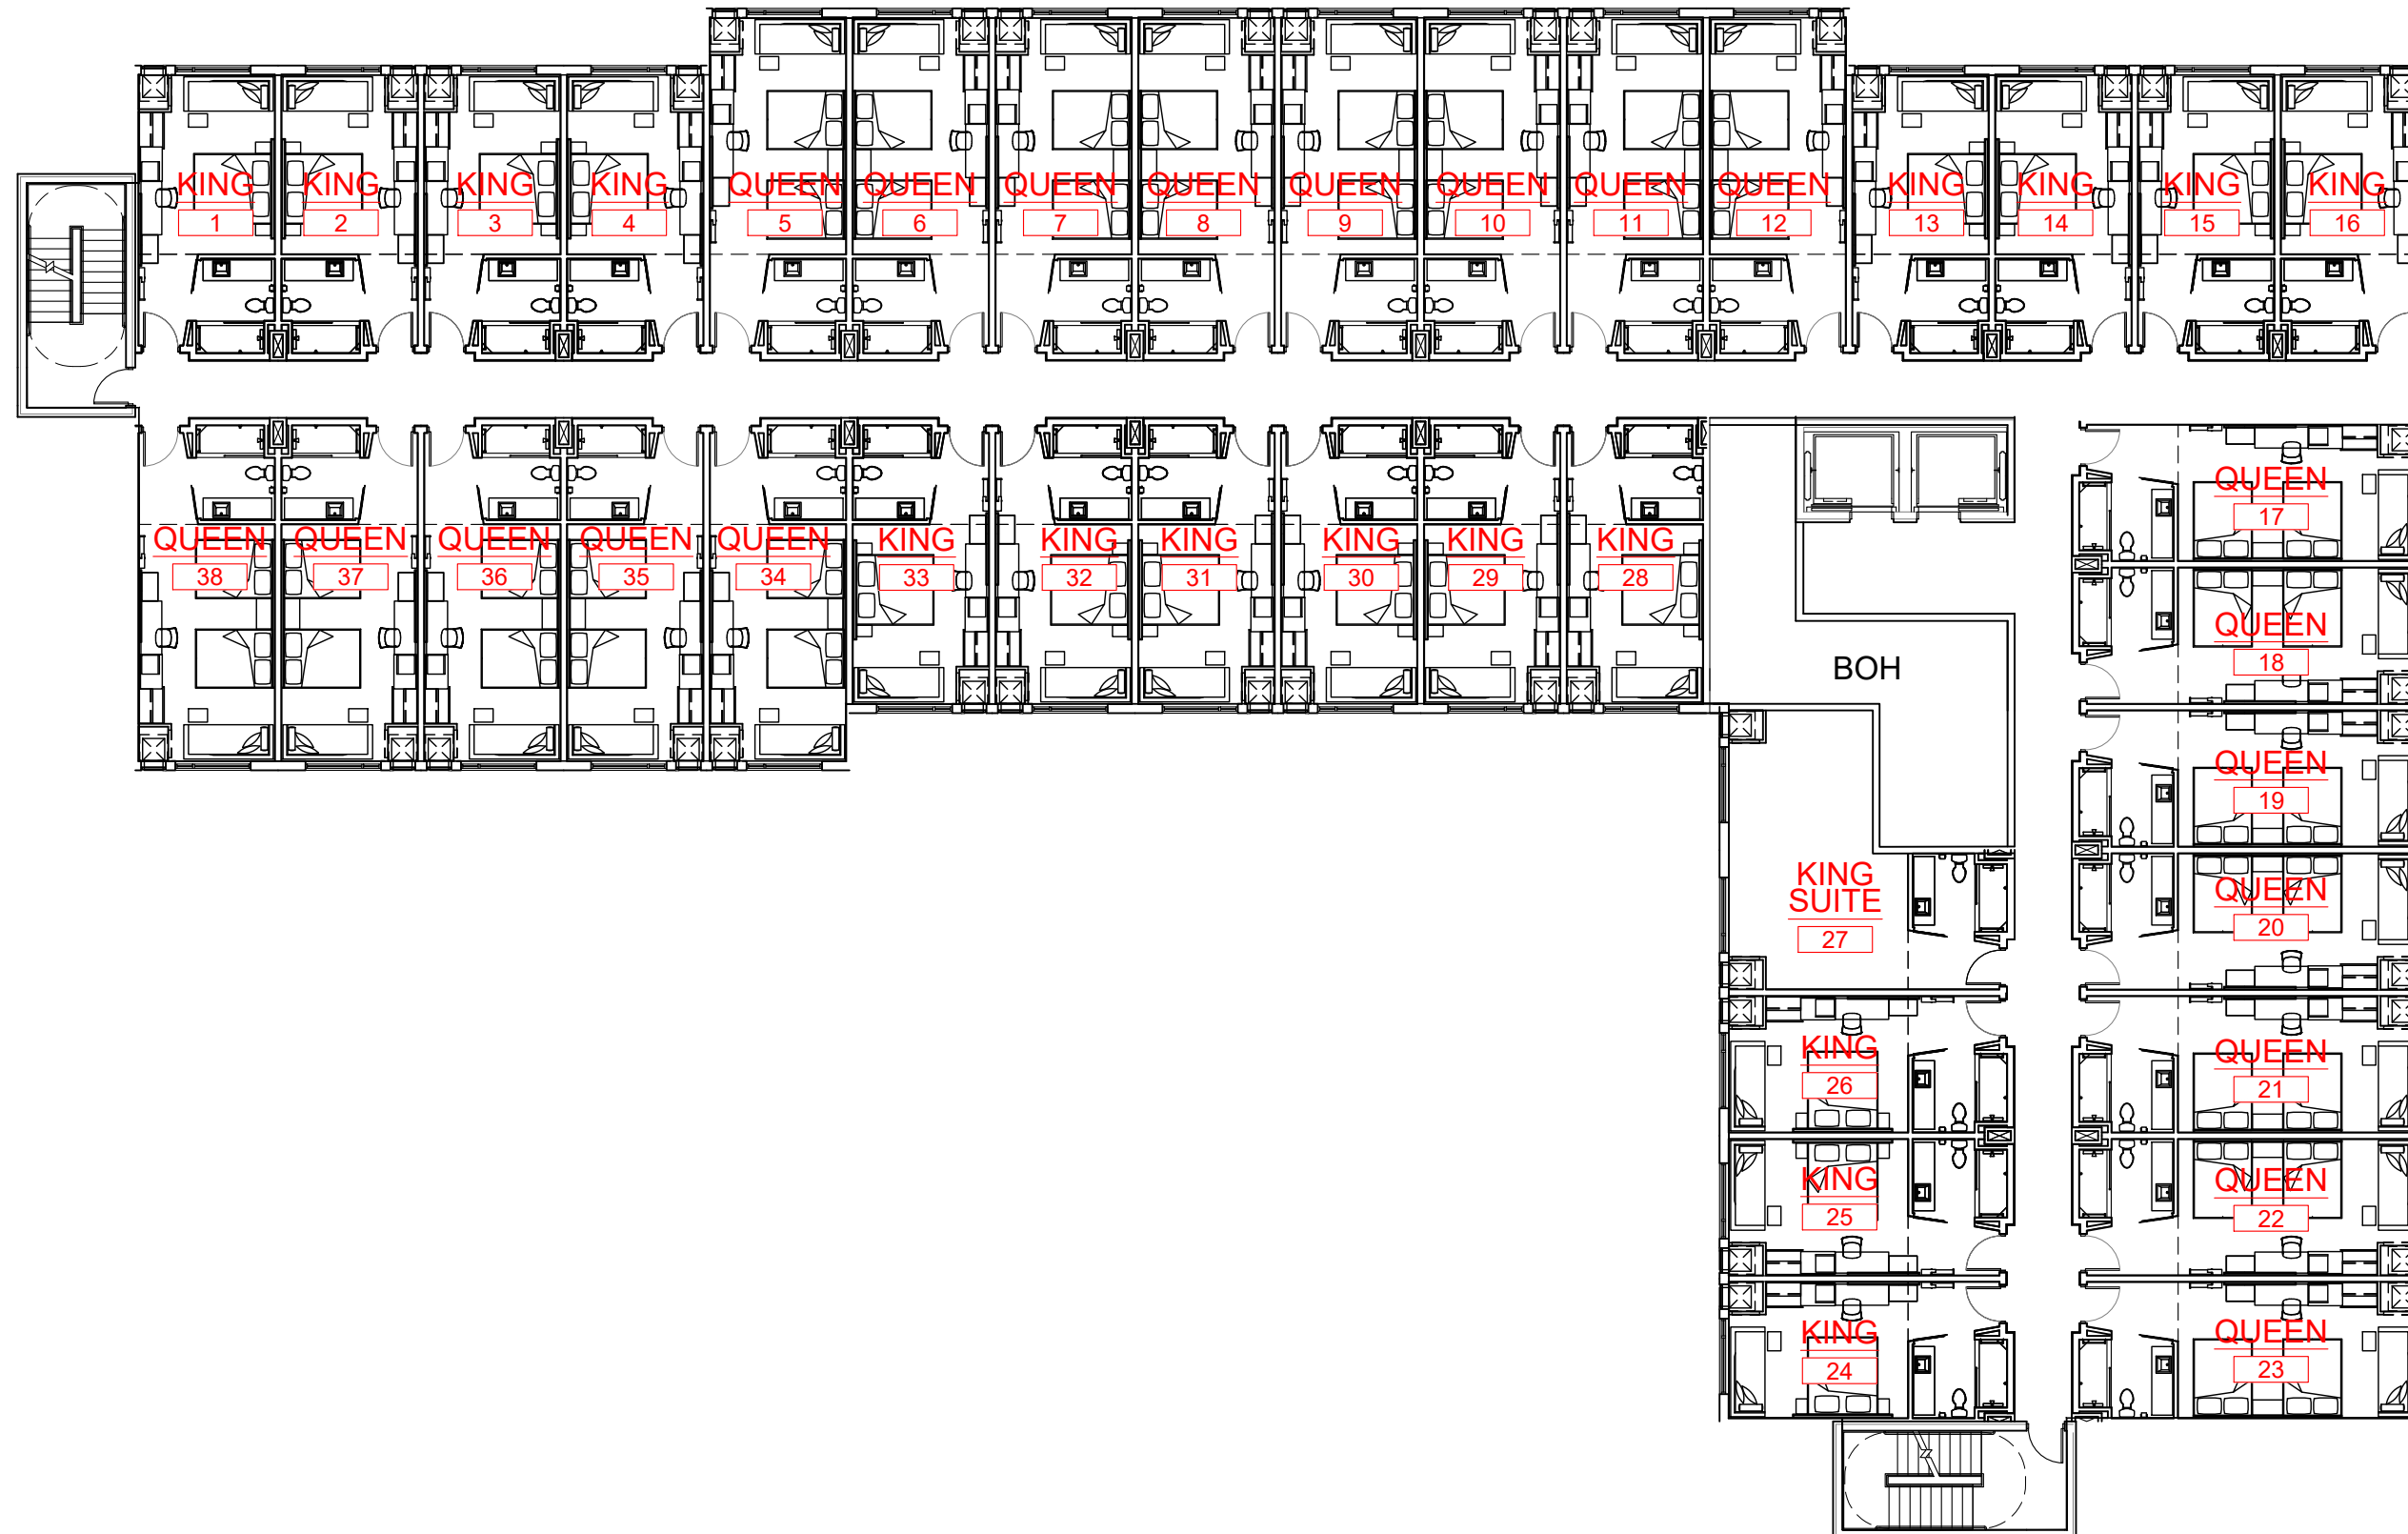 KING
1
KING
2
KING
3
KING
4
QUEEN
5
QUEEN
6
QUEEN
7
QUEEN
8
QUEEN
9
QUEEN
10
QUEEN
11
QUEEN
12
KING
13
KING
14
KING
15
KING
16
QUEEN
17
QUEEN
18
QUEEN
19
QUEEN
20
QUEEN
21
QUEEN
22
QUEEN
23
KING
24
KING
25
KING
26
KING
SUITE
27
BOH
KING
28
KING
29
KING
30
KING
31
KING
32
KING
33
QUEEN
34
QUEEN
35
QUEEN
36
QUEEN
37
QUEEN
38